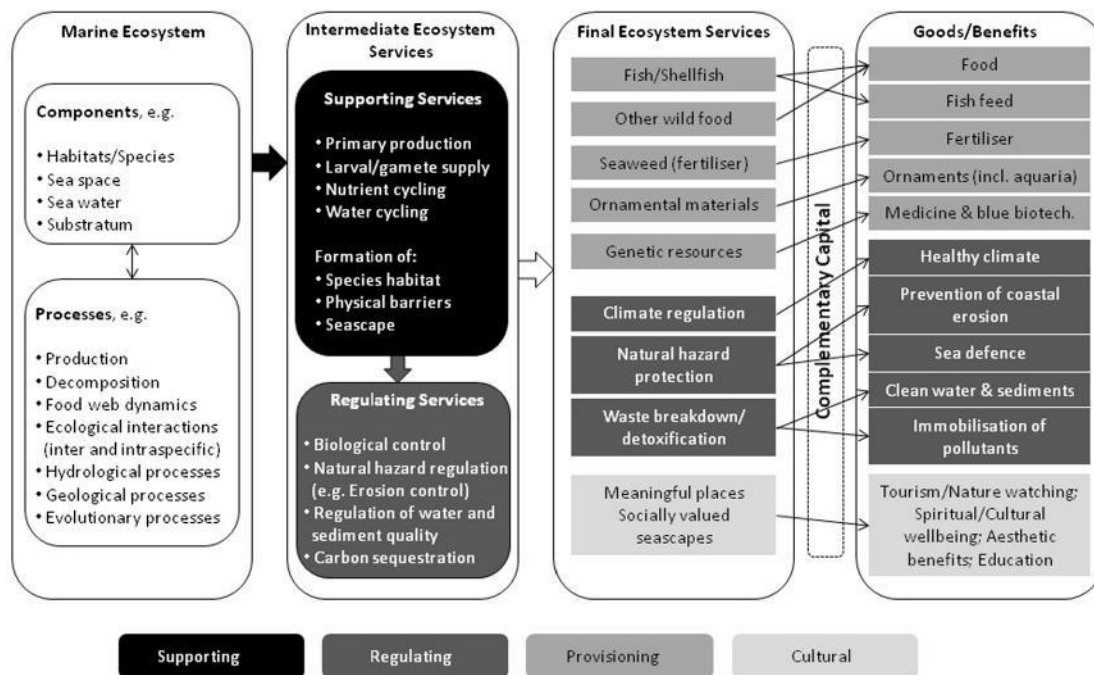 Marine Ecosystem
Components, e.g.
• Habitats/Species
• Sea space
• Sea water
• Substratum
Processes, e.g.
• Production
• Decomposition
• Food web dynamics
• Ecological interactions
(inter and intraspecific)
• Hydrological processes
• Geological processes
• Evolutionary processes
Intermediate Ecosystem
Services
Supporting Services
• Primary production
• Larval/gamete supply
• Nutrient cycling
• Water cycling
Formation of:
• Species habitat
• Physical barriers
• Seascape
Regulating Services
• Biological control
• Natural hazard regulation
(e.g. Erosion control)
• Regulation of water and
sediment quality
• Carbon sequestration
Final Ecosystem Services
Fish/Shellfish
Other wild food
Seaweed (fertiliser)
Ornamental materials
Genetic resources
Climate regulation
Natural hazard
protection
Waste breakdown/
detoxification
Meaningful places
Socially valued
seascapes
Complementary Capital
Goods/Benefits
Food
Fish feed
Fertiliser
Ornaments (incl. aquaria)
Medicine & blue biotech.
Healthy climate
Prevention of coastal
erosion
Sea defence
Clean water & sediments
Immobilisation of
pollutants
Tourism/Nature watching;
Spiritual/Cultural
wellbeing; Aesthetic
benefits; Education
Supporting
Regulating
Provisioning
Cultural